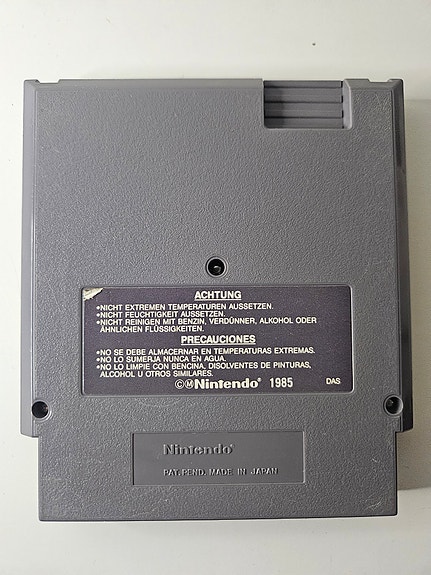 ACHTUNG
•NICHT EXTREMEN TEMPERATUREN AUSSETZEN.
•NICHT FEUCHTIGKEIT AUSSETZEN.
•NICHT REINIGEN MIT BENZIN, VERDÜNNER, ALKOHOL ODER
ÄHNLICHEN FLÜSSIGKEITEN.
PRECAUCIONES
•NO SE DEBE ALMACERNAR EN TEMPERATURAS EXTREMAS.
•NO LO SUMERJA NUNCA EN AGUA.
•NO LO LIMPIE CON BENCINA, DISOLVENTES DE PINTURAS,
ALCOHOL U OTROS SIMILARES.
©ⓂNintendo® 1985 DAS
Nintendo®
PAT. PEND. MADE IN JAPAN